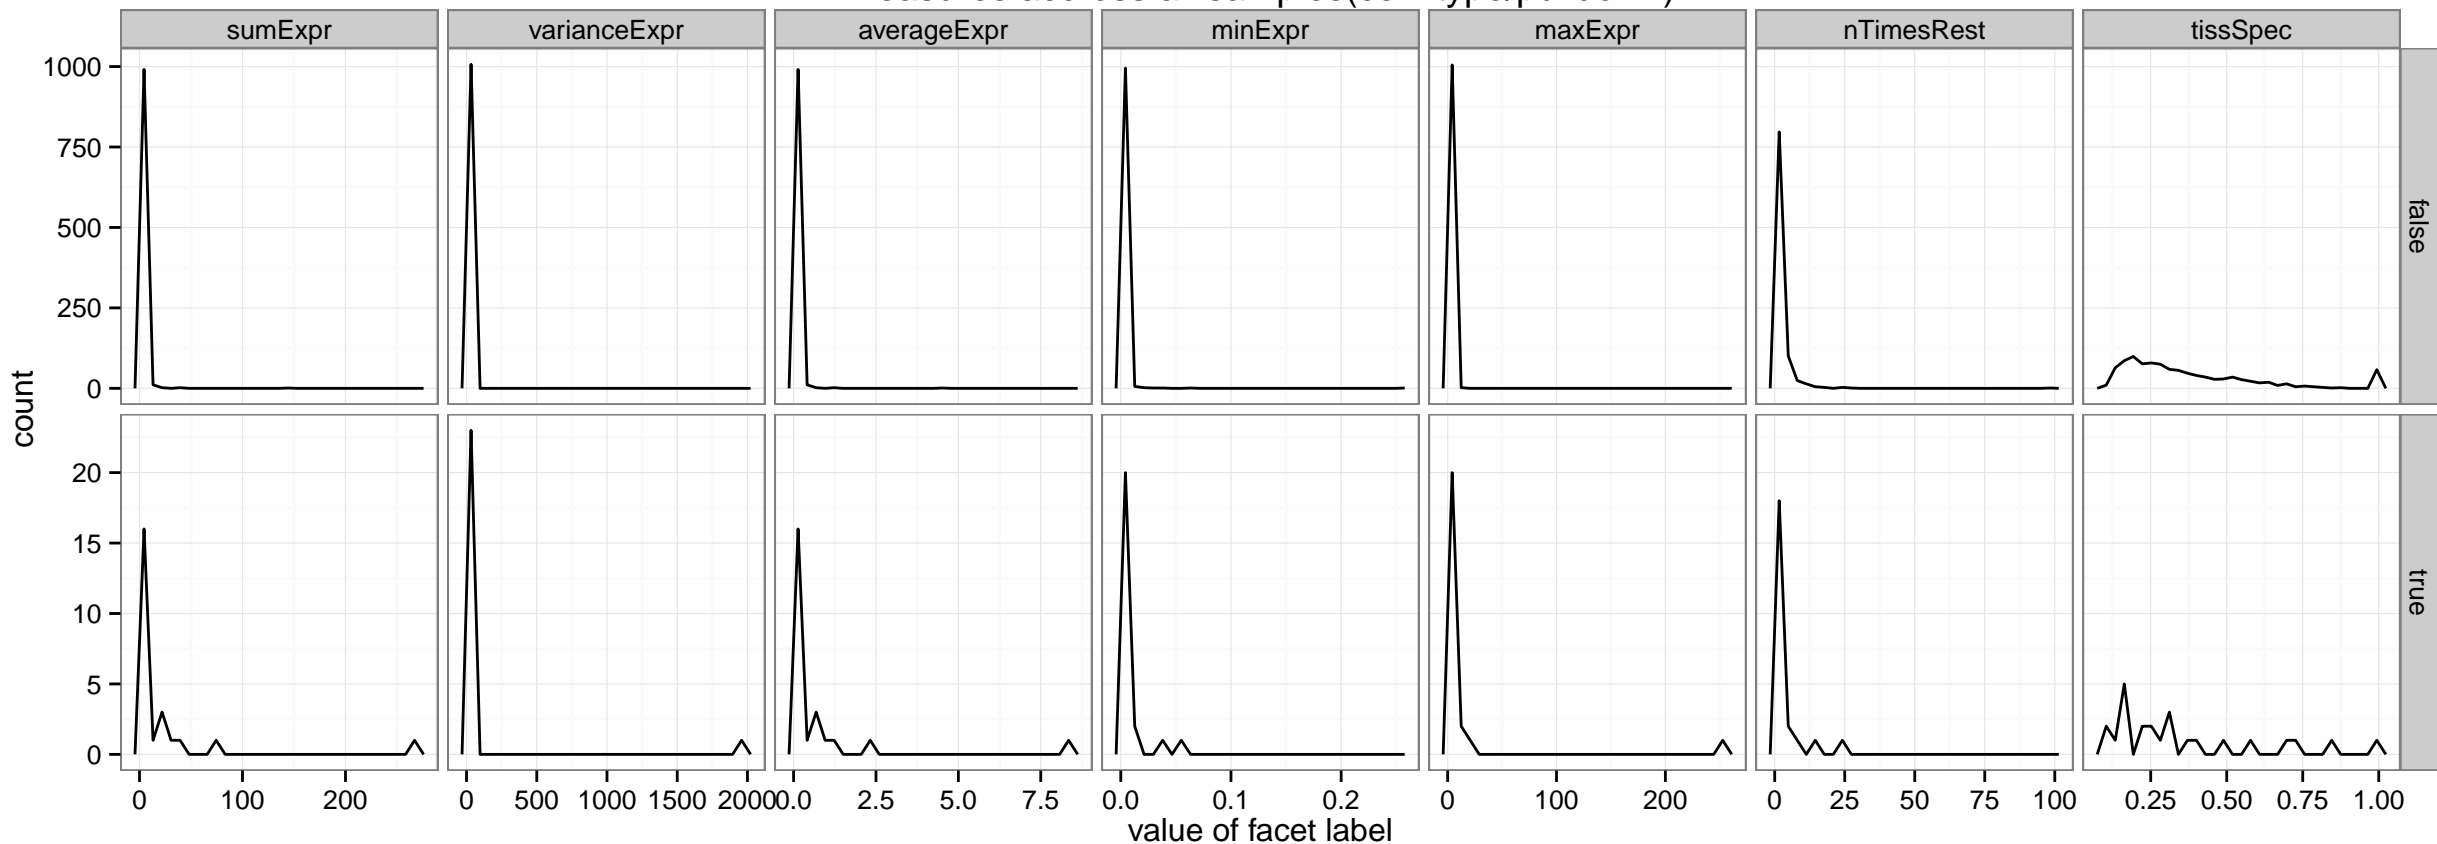 sumExpr varianceExpr averageExpr minExpr maxExpr nTimesRest tissSpec
1000
750
500
250
0
false
count
20
15
10
5
0
true
0 100 200 0 500 1000 1500 2000 0.0 2.5 5.0 7.5 0.0 0.1 0.2 0 100 200 0 25 50 75 100 0.25 0.50 0.75 1.00
value of facet label